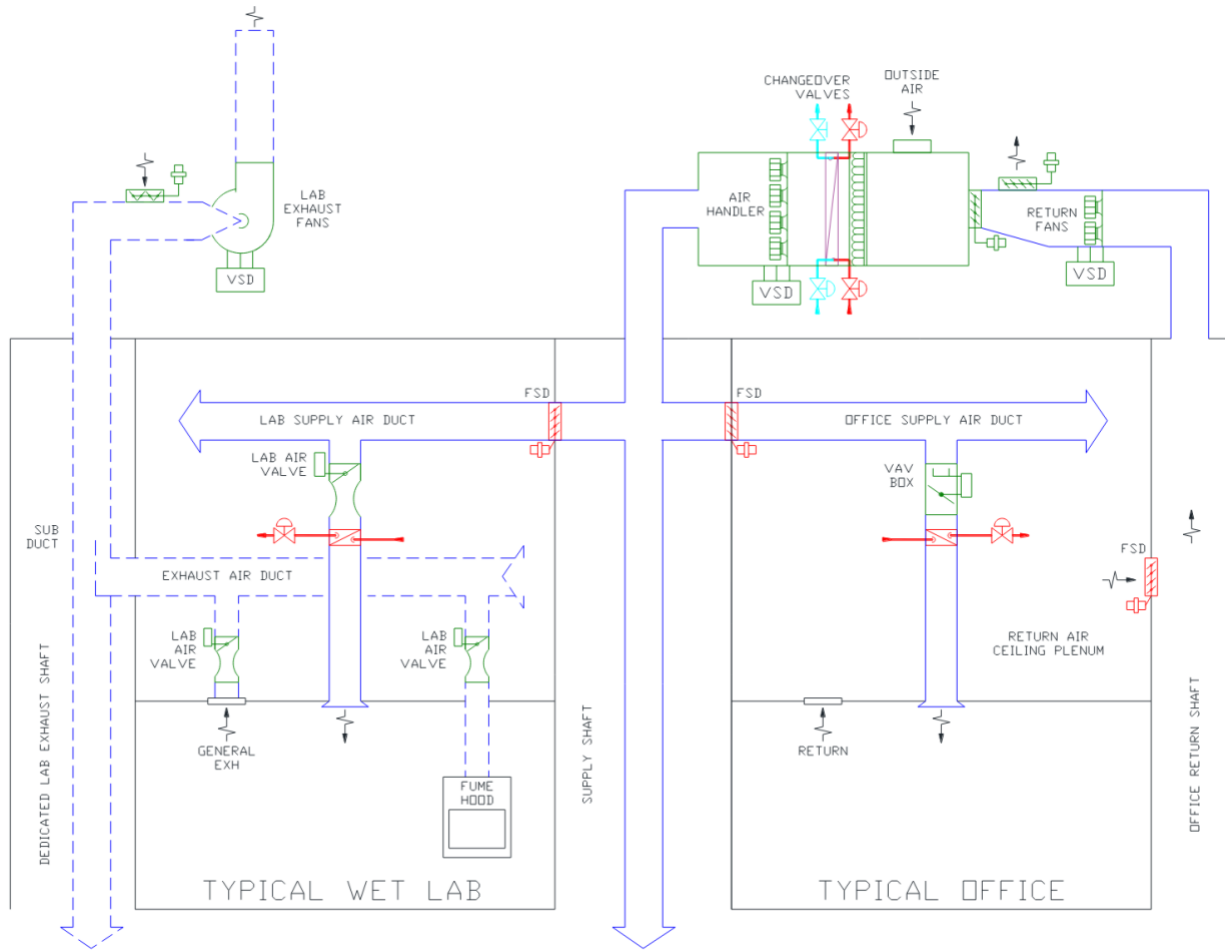 CHANGEOVER
VALVES
OUTSIDE
AIR
LAB
EXHAUST
FANS
VSD
AIR
HANDLER
VSD
RETURN
FANS
VSD
FSD
FSD
LAB SUPPLY AIR DUCT
OFFICE SUPPLY AIR DUCT
LAB AIR
VALVE
VAV
BOX
SUB
DUCT
FSD
EXHAUST AIR DUCT
LAB
AIR
VALVE
LAB
AIR
VALVE
RETURN AIR
CEILING PLENUM
DEDICATED LAB EXHAUST SHAFT
GENERAL
EXH
SUPPLY SHAFT
RETURN
OFFICE RETURN SHAFT
FUME
HOOD
TYPICAL WET LAB
TYPICAL OFFICE